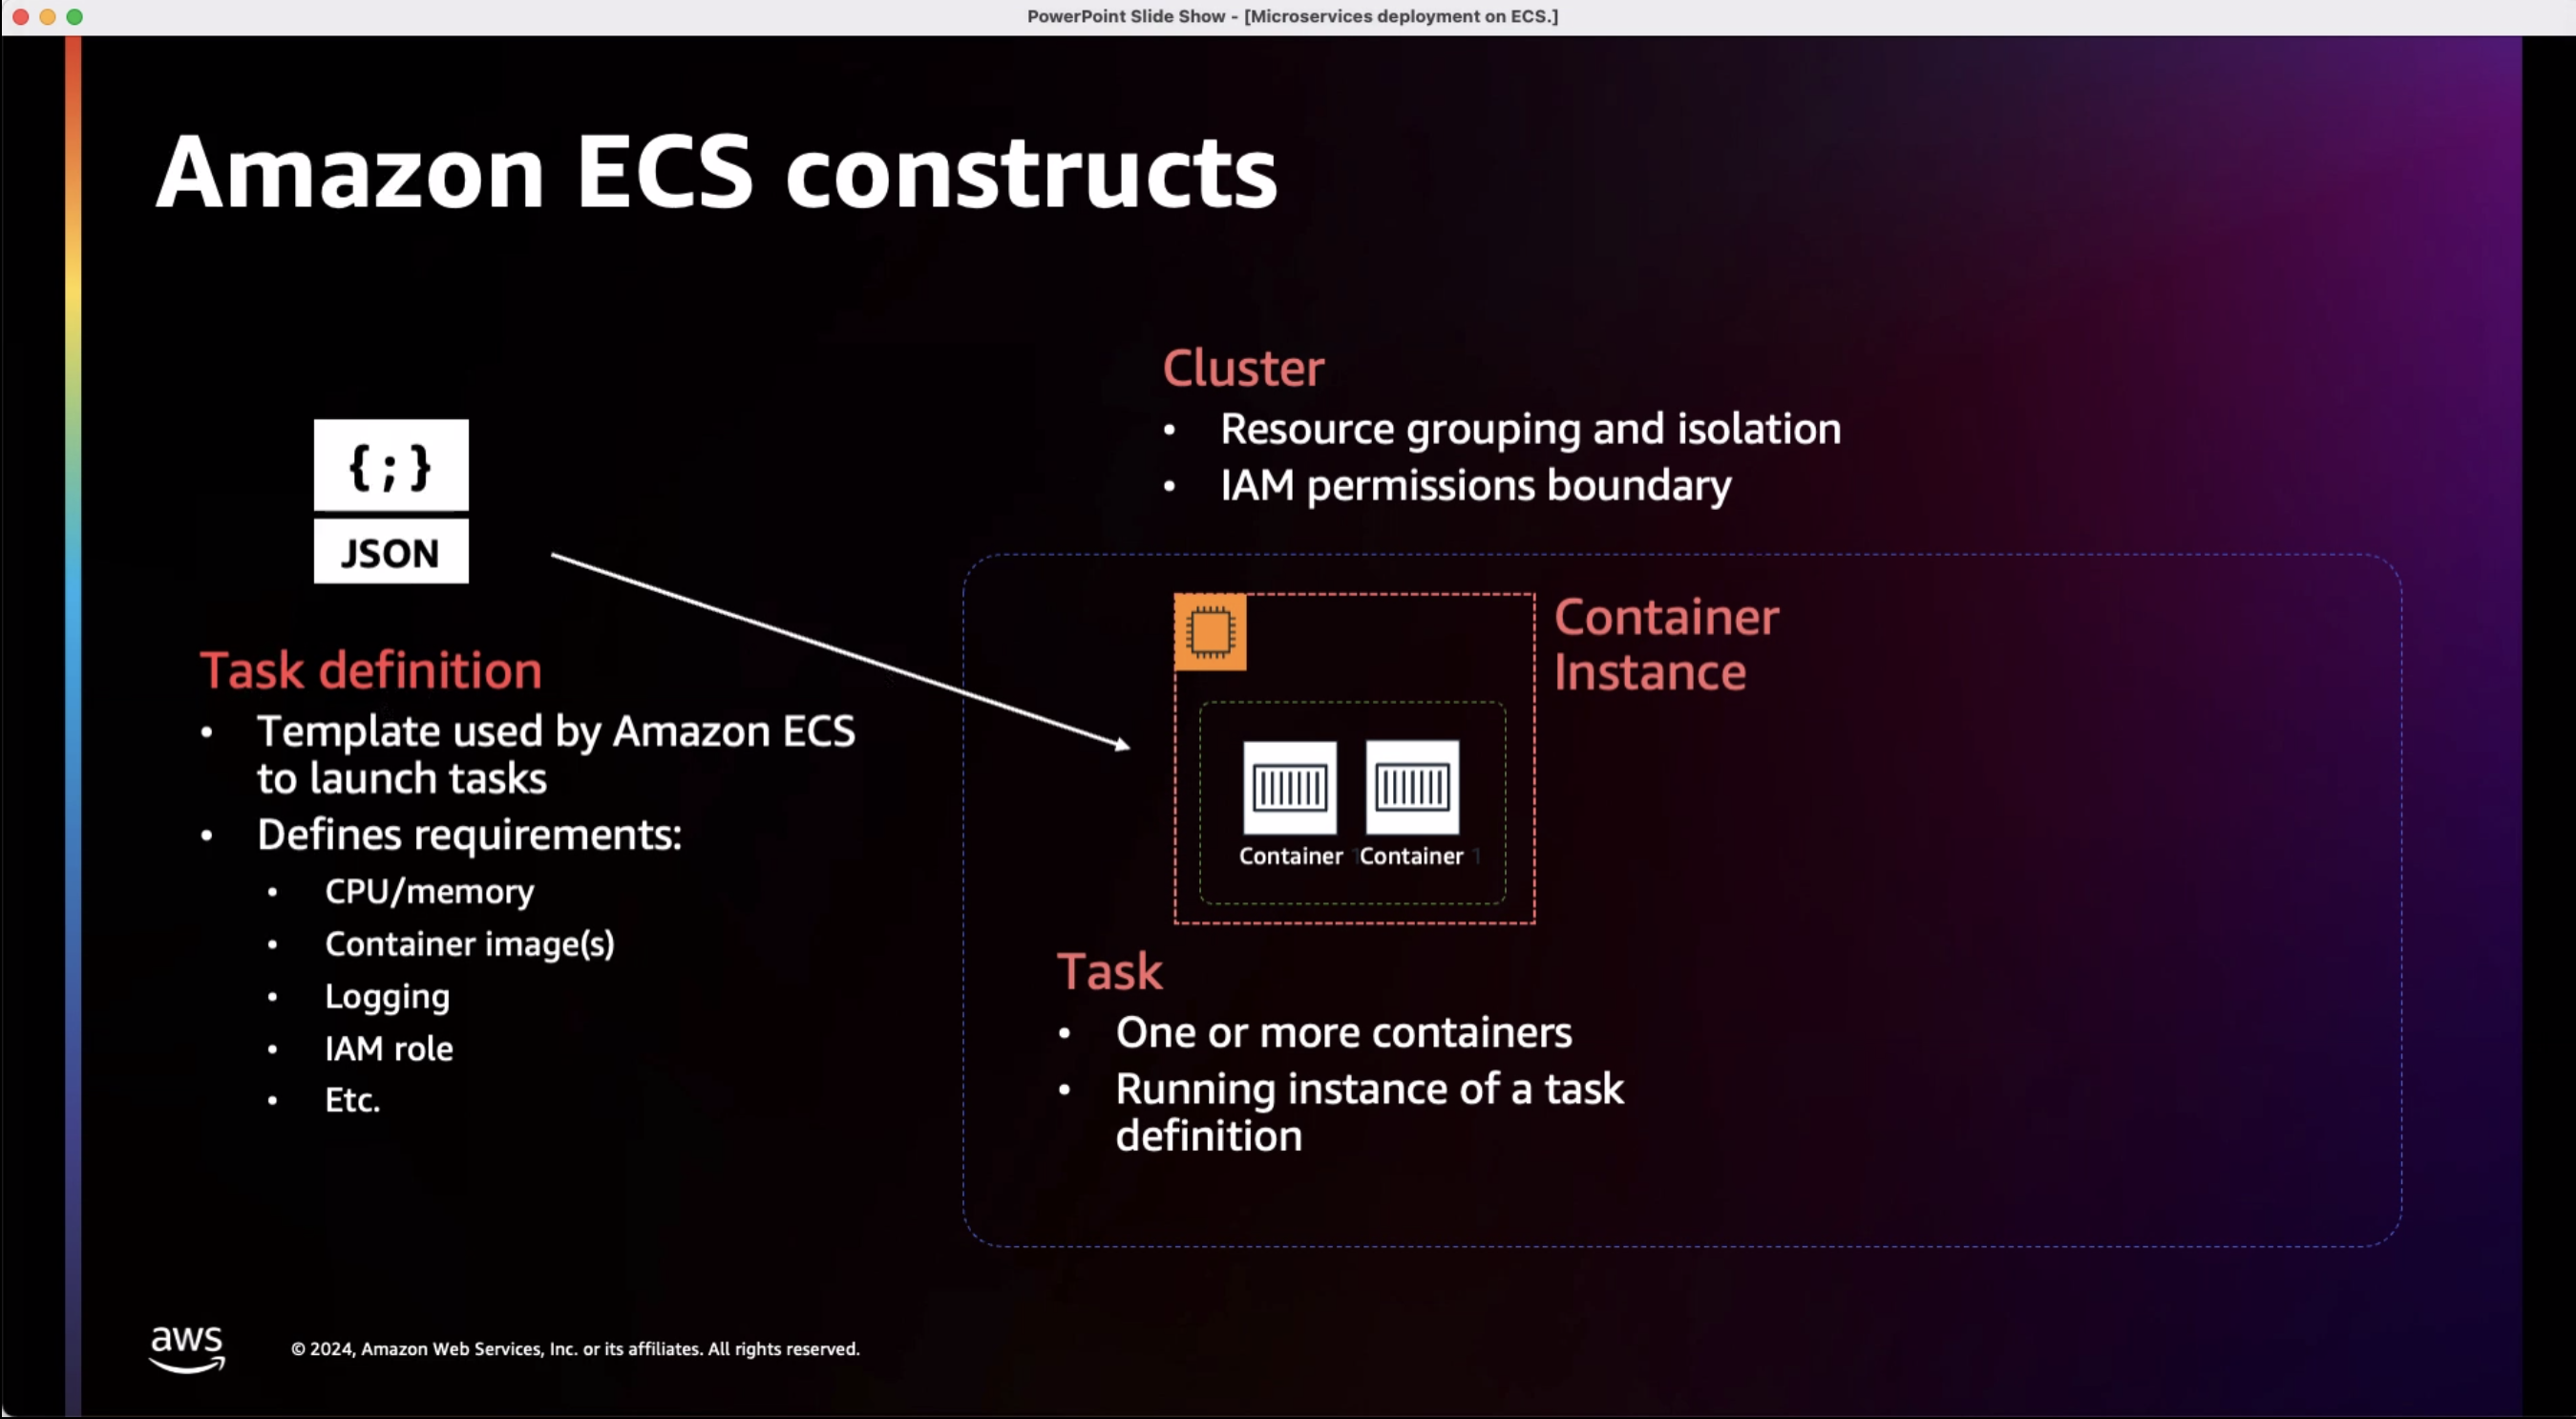 PowerPoint Slide Show - [Microservices deployment on ECS.]
Amazon ECS constructs
{;}
JSON
Task definition
• Template used by Amazon ECS
to launch tasks
• Defines requirements:
• CPU/memory
• Container image(s)
• Logging
• IAM role
• Etc.
Cluster
• Resource grouping and isolation
• IAM permissions boundary
Container
Instance
Container 1
Container 1
Task
• One or more containers
• Running instance of a task
definition
aws
© 2024, Amazon Web Services, Inc. or its affiliates. All rights reserved.